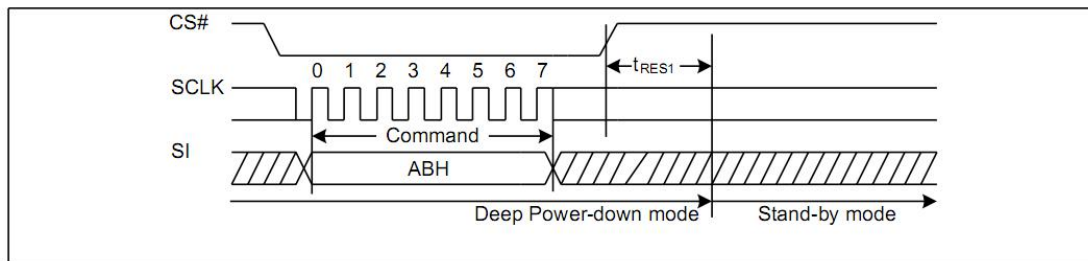 CS#
tRES1
0 1 2 3 4 5 6 7
SCLK
Command
SI
ABH
Deep Power-down mode Stand-by mode